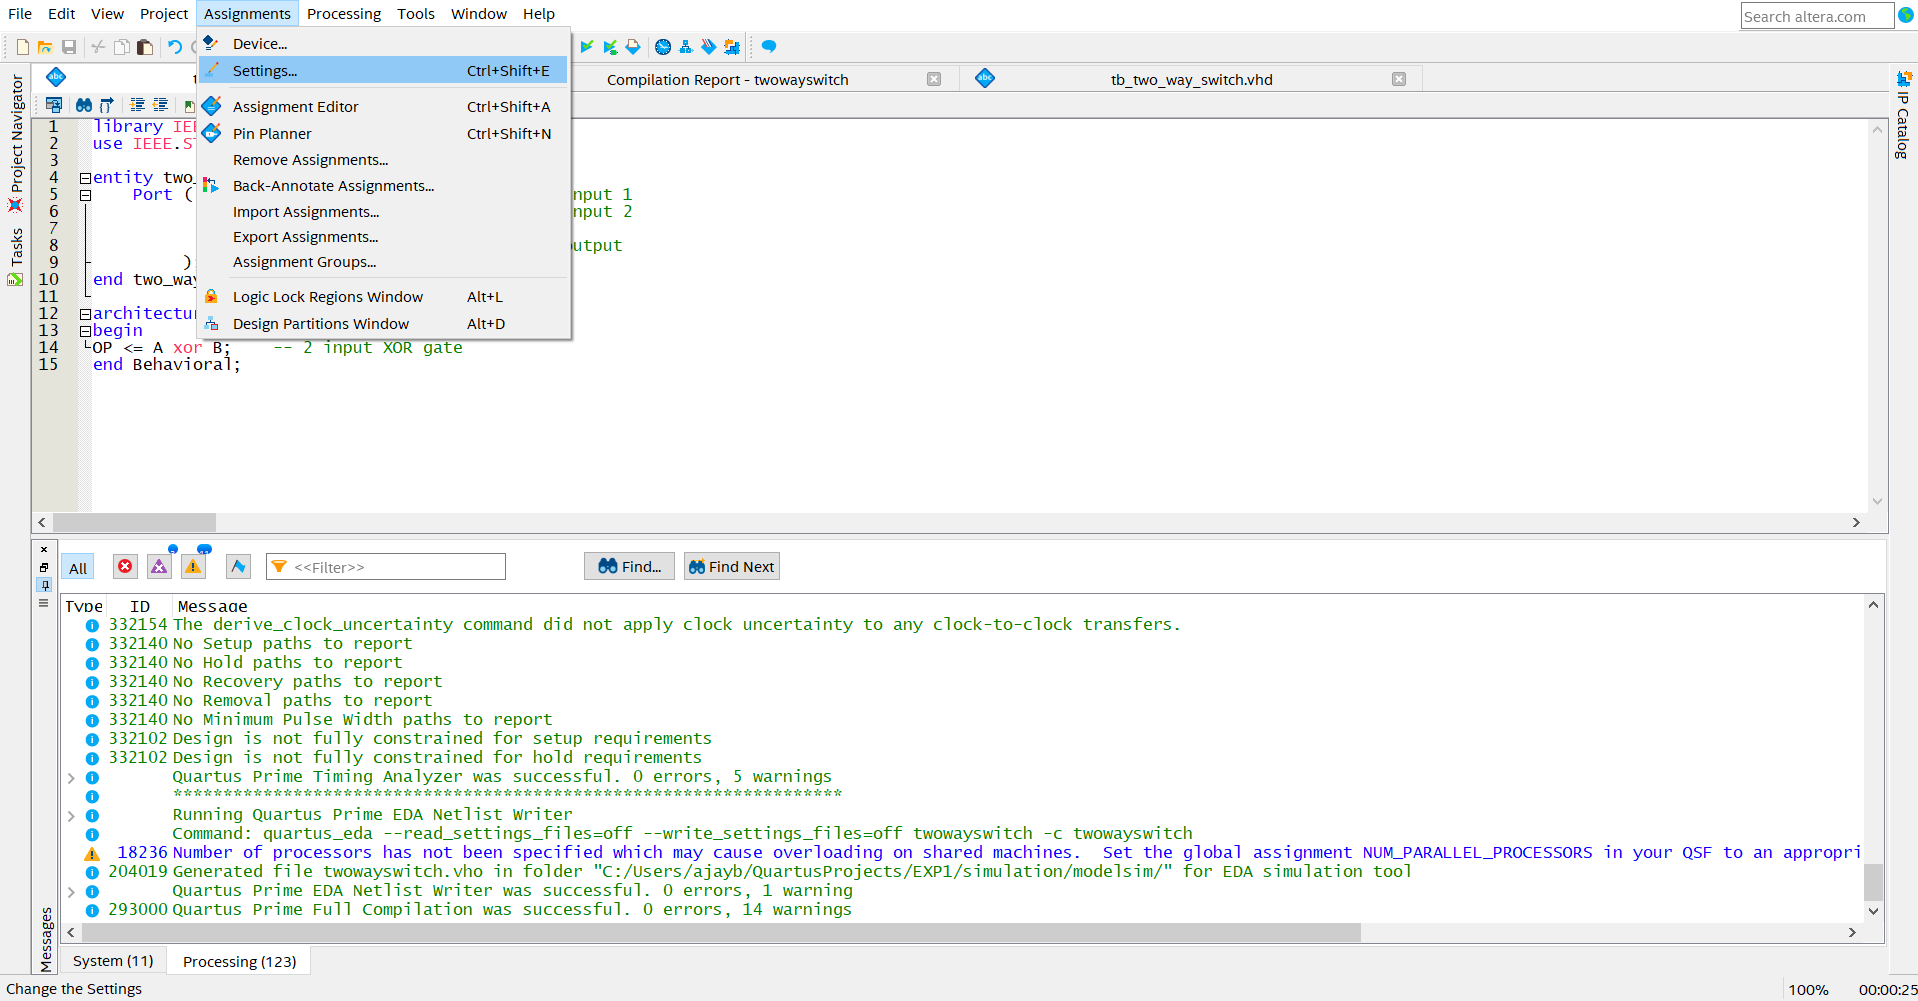 File Edit View Project Assignments Processing Tools Window Help
Search altera.com
Device...
Settings... Ctrl+Shift+E
Assignment Editor Ctrl+Shift+A
Pin Planner Ctrl+Shift+N
Remove Assignments...
Back-Annotate Assignments...
Import Assignments...
Export Assignments...
Assignment Groups...
Logic Lock Regions Window Alt+L
Design Partitions Window Alt+D
abc
Compilation Report - twowayswitch
abc tb_two_way_switch.vhd
Project Navigator
Tasks
IP Catalog
1 library IEE
2 use IEEE.S
3
4 entity two_
5 Port ( nput 1
6 nput 2
7
8 utput
9 )
10 end two_way
11
12 architectur
13 begin
14 OP <= A xor B; -- 2 input XOR gate
15 end Behavioral;
All <<Filter>> Find... Find Next
Type ID Message
332154 The derive_clock_uncertainty command did not apply clock uncertainty to any clock-to-clock transfers.
332140 No Setup paths to report
332140 No Hold paths to report
332140 No Recovery paths to report
332140 No Removal paths to report
332140 No Minimum Pulse Width paths to report
332102 Design is not fully constrained for setup requirements
332102 Design is not fully constrained for hold requirements
Quartus Prime Timing Analyzer was successful. 0 errors, 5 warnings
*******************************************************************
Running Quartus Prime EDA Netlist Writer
Command: quartus_eda --read_settings_files=off --write_settings_files=off twowayswitch -c twowayswitch
18236 Number of processors has not been specified which may cause overloading on shared machines.  Set the global assignment NUM_PARALLEL_PROCESSORS in your QSF to an appropri
204019 Generated file twowayswitch.vho in folder "C:/Users/ajayb/QuartusProjects/EXP1/simulation/modelsim/" for EDA simulation tool
Quartus Prime EDA Netlist Writer was successful. 0 errors, 1 warning
293000 Quartus Prime Full Compilation was successful. 0 errors, 14 warnings
Messages
System (11) Processing (123)
Change the Settings
100% 00:00:25